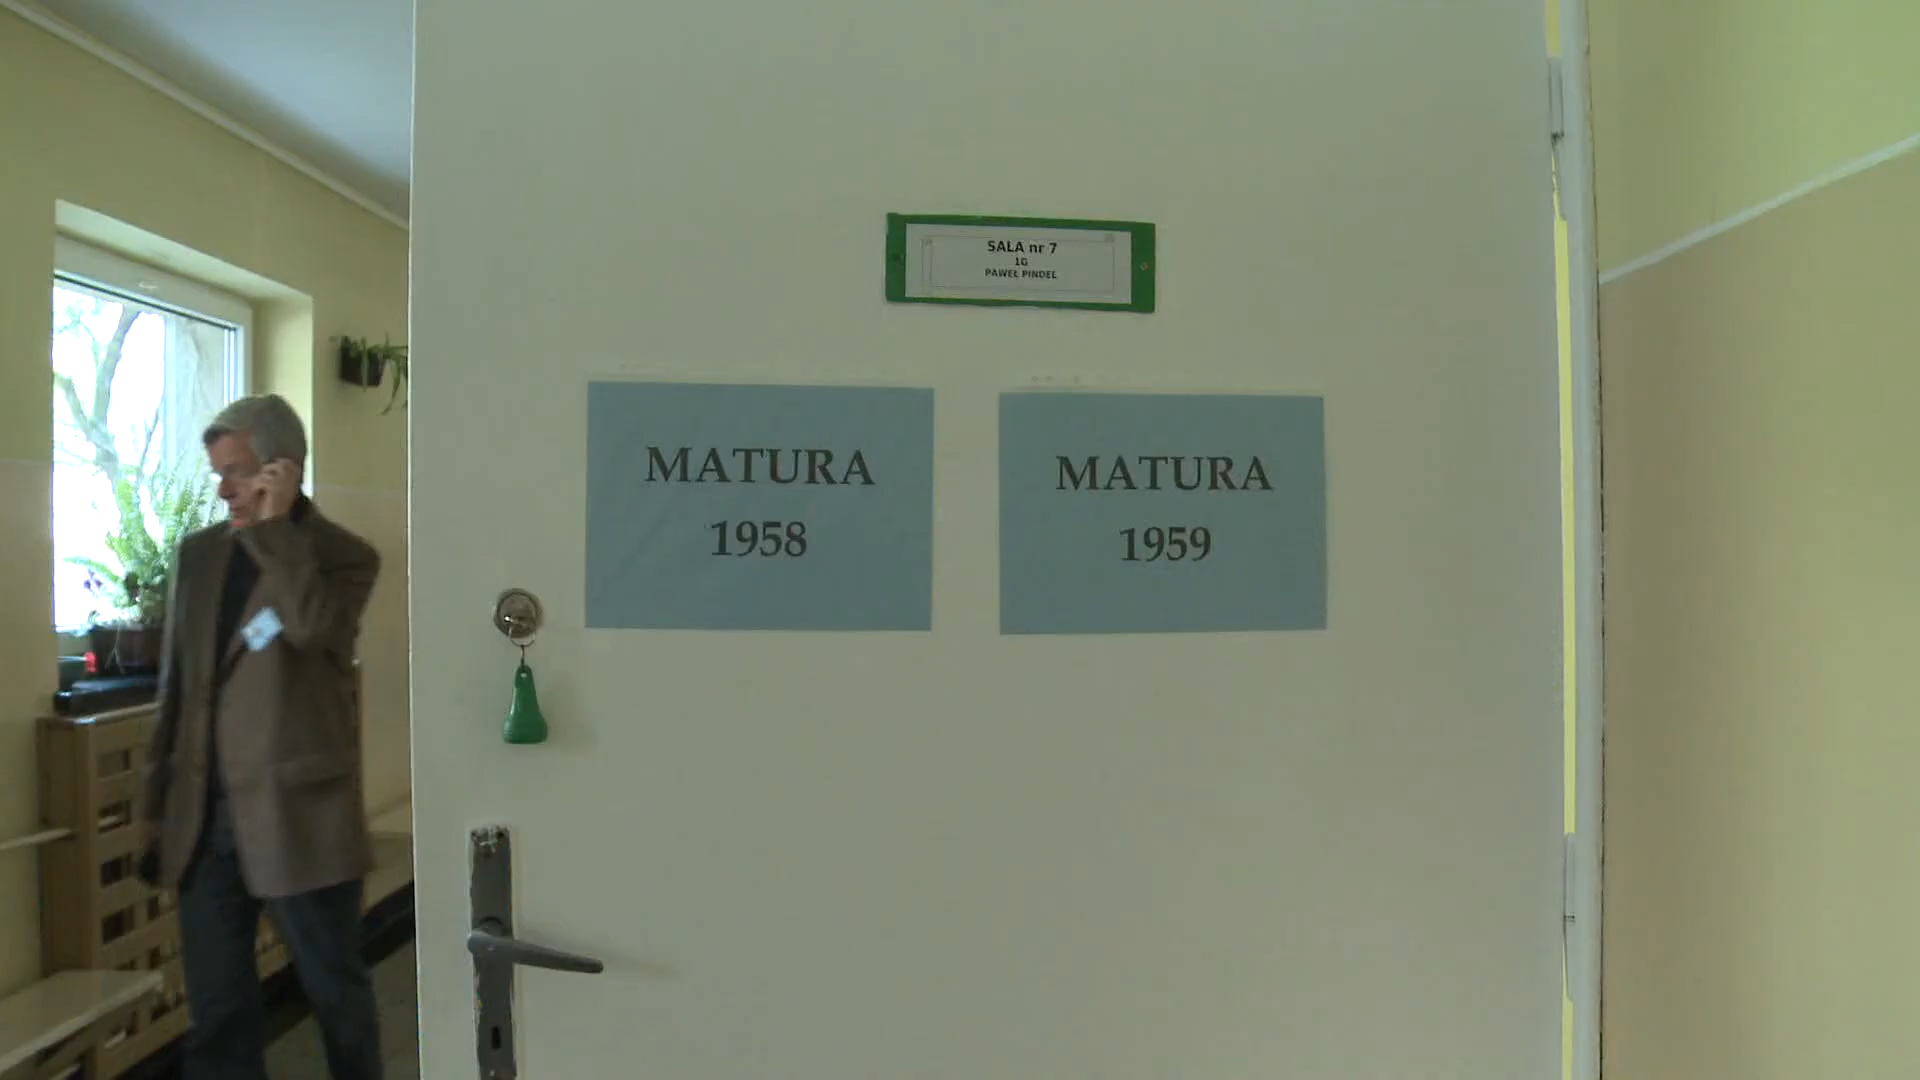 SALA nr 7
1G
PAWEŁ PINDEL
MATURA
1958
MATURA
1959